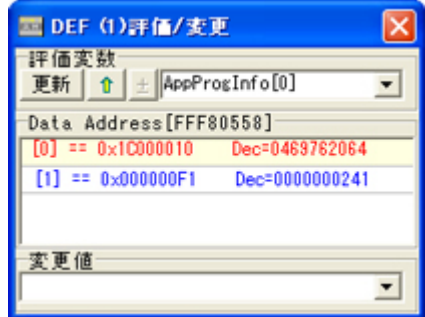 DEF (1)評価/変更
評価変数
更新 ± AppProgInfo[0]
Data Address[FFF80558]
[0] == 0x1C000010 Dec=0469762064
[1] == 0x000000F1 Dec=0000000241
変更値